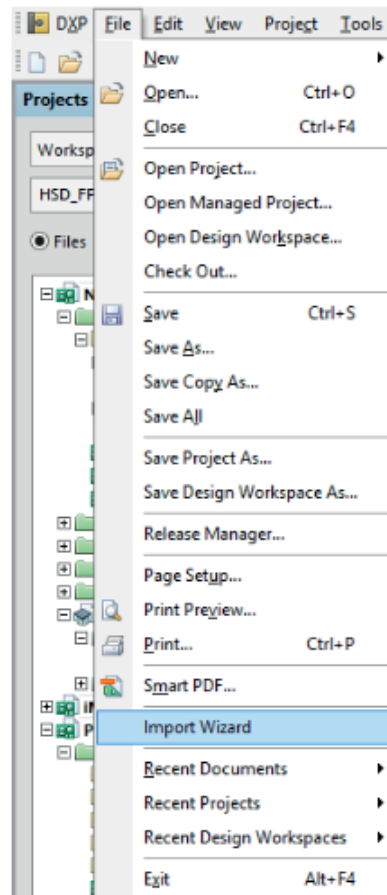 DXP File Edit View Project Tools
New
Projects
Open... Ctrl+O
Close Ctrl+F4
Worksp
Open Project...
HSD_FF
Open Managed Project...
Files
Open Design Workspace...
Check Out...
N
Save Ctrl+S
Save As...
Save Copy As...
Save All
Save Project As...
Save Design Workspace As...
Release Manager...
Page Setup...
Print Preview...
Print... Ctrl+P
Smart PDF...
Import Wizard
P
Recent Documents
Recent Projects
Recent Design Workspaces
Exit Alt+F4